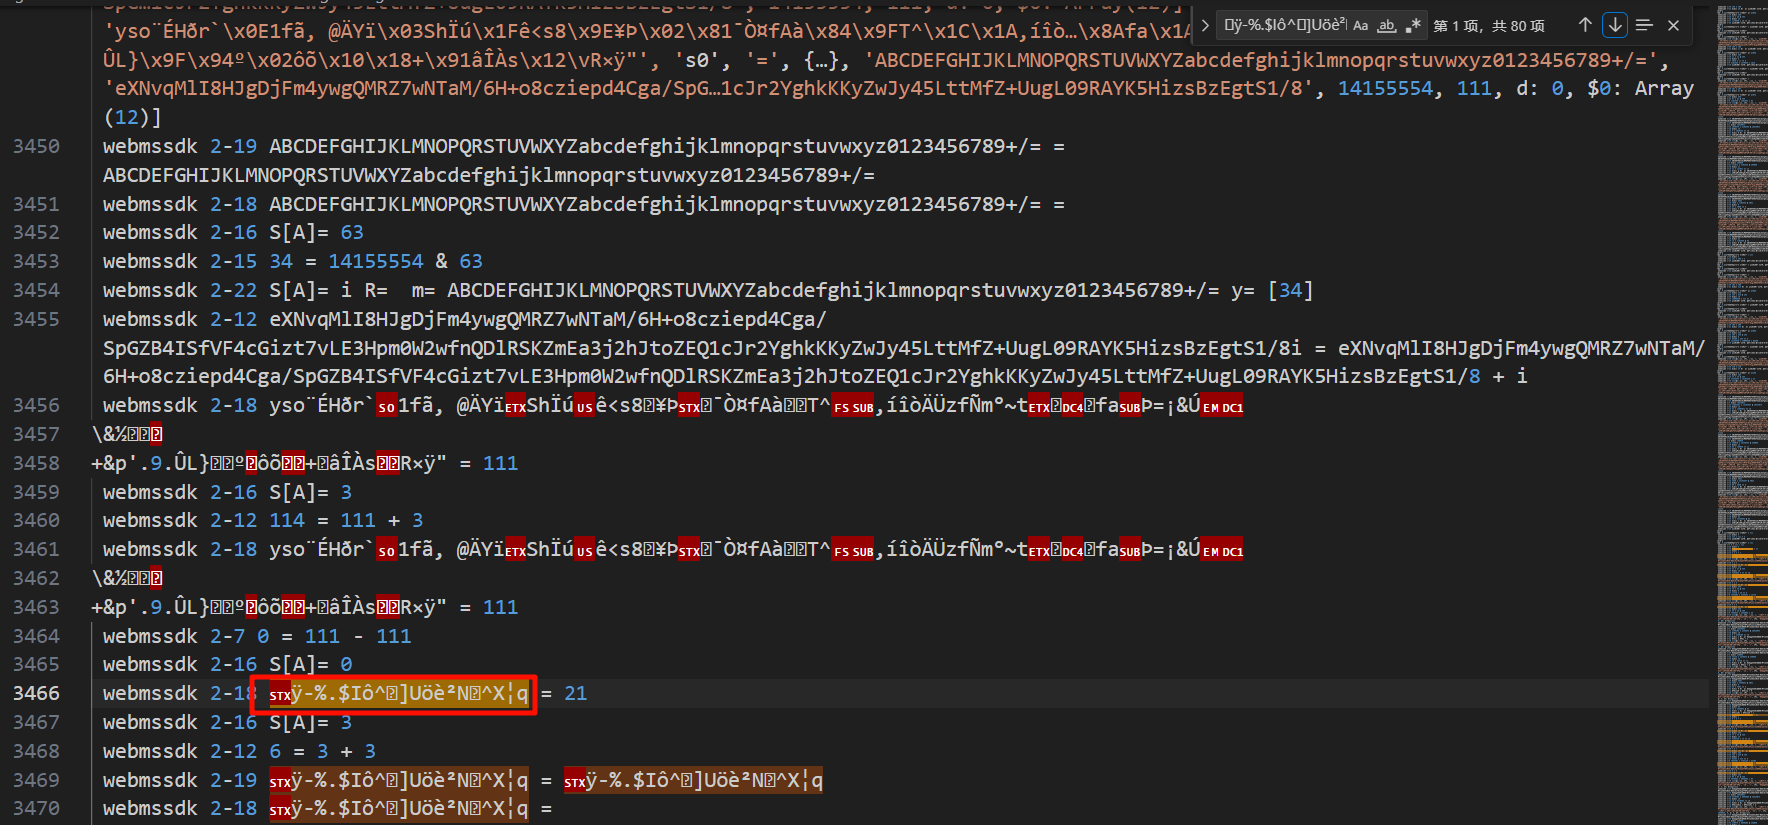 'yso¨ÉHðr`\x0E1fã, @ÄYï\x03ShÏú\x1Fê<s8\x9E¥Þ\x02\x81¯Ò¤fAà\x84\x9FT^\x1C\x1A,íîò…\x8Afa\x1A
ÛL}\x9F\x94º\x02ôõ\x10\x18+\x91âÎÀs\x12\vR×ÿ"', 's0', '=', {…}, 'ABCDEFGHIJKLMNOPQRSTUVWXYZabcdefghijklmnopqrstuvwxyz0123456789+/=',
'eXNvqMlI8HJgDjFm4ywgQMRZ7wNTaM/6H+o8cziepd4Cga/SpG…1cJr2YghkKKyZwJy45LttMfZ+UugL09RAYK5HizsBzEgtS1/8', 14155554, 111, d: 0, $0: Array
(12)]
ÿ-%.$Iô^]Uöè² Aa ab .* 第 1 项，共 80 项
3450 webmssdk 2-19 ABCDEFGHIJKLMNOPQRSTUVWXYZabcdefghijklmnopqrstuvwxyz0123456789+/= =
ABCDEFGHIJKLMNOPQRSTUVWXYZabcdefghijklmnopqrstuvwxyz0123456789+/=
3451 webmssdk 2-18 ABCDEFGHIJKLMNOPQRSTUVWXYZabcdefghijklmnopqrstuvwxyz0123456789+/= =
3452 webmssdk 2-16 S[A]= 63
3453 webmssdk 2-15 34 = 14155554 & 63
3454 webmssdk 2-22 S[A]= i R=  m= ABCDEFGHIJKLMNOPQRSTUVWXYZabcdefghijklmnopqrstuvwxyz0123456789+/= y= [34]
3455 webmssdk 2-12 eXNvqMlI8HJgDjFm4ywgQMRZ7wNTaM/6H+o8cziepd4Cga/
SpGZB4ISfVF4cGizt7vLE3Hpm0W2wfnQDlRSKZmEa3j2hJtoZEQ1cJr2YghkKKyZwJy45LttMfZ+UugL09RAYK5HizsBzEgtS1/8i = eXNvqMlI8HJgDjFm4ywgQMRZ7wNTaM/
6H+o8cziepd4Cga/SpGZB4ISfVF4cGizt7vLE3Hpm0W2wfnQDlRSKZmEa3j2hJtoZEQ1cJr2YghkKKyZwJy45LttMfZ+UugL09RAYK5HizsBzEgtS1/8 + i
3456 webmssdk 2-18 yso¨ÉHðr`SO1fã, @ÄYïETXShÏúUSê<s8¥ÞSTX¯Ò¤fAàT^FSSUB,íîòÄÜzfÑm°~tETXDC4faSUBÞ=¡&ÚEMDC1
3457 \&½
3458 +&p'.9.ÛL}ºôõ+âÎÀsR×ÿ" = 111
3459 webmssdk 2-16 S[A]= 3
3460 webmssdk 2-12 114 = 111 + 3
3461 webmssdk 2-18 yso¨ÉHðr`SO1fã, @ÄYïETXShÏúUSê<s8¥ÞSTX¯Ò¤fAàT^FSSUB,íîòÄÜzfÑm°~tETXDC4faSUBÞ=¡&ÚEMDC1
3462 \&½
3463 +&p'.9.ÛL}ºôõ+âÎÀsR×ÿ" = 111
3464 webmssdk 2-7 0 = 111 - 111
3465 webmssdk 2-16 S[A]= 0
3466 webmssdk 2-18 STXÿ-%.$Iô^]Uöè²N^X¦q = 21
3467 webmssdk 2-16 S[A]= 3
3468 webmssdk 2-12 6 = 3 + 3
3469 webmssdk 2-19 STXÿ-%.$Iô^]Uöè²N^X¦q = STXÿ-%.$Iô^]Uöè²N^X¦q
3470 webmssdk 2-18 STXÿ-%.$Iô^]Uöè²N^X¦q =